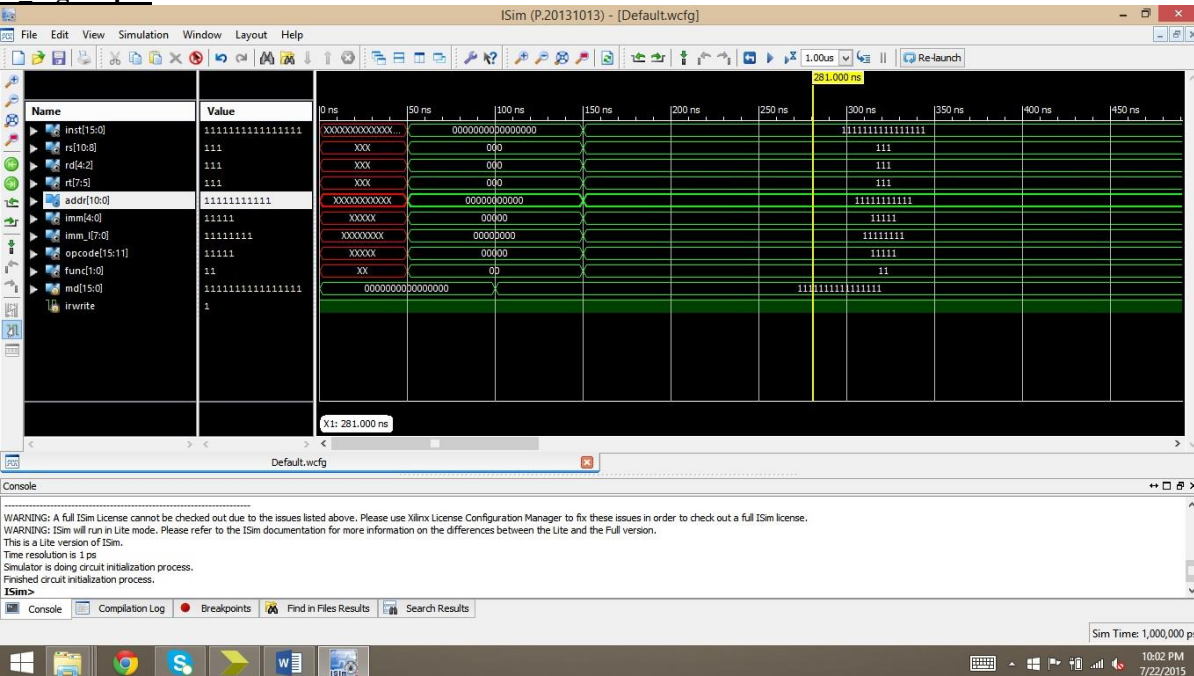 ISim (P.20131013) - [Default.wcfg]
File Edit View Simulation Window Layout Help
1.00us Re-launch
281.000 ns
Name Value
0 ns 50 ns 100 ns 150 ns 200 ns 250 ns 300 ns 350 ns 400 ns 450 ns
inst[15:0] 1111111111111111 XXXXXXXXXXXXX... 0000000000000000 1111111111111111
rs[10:8] 111 XXX 000 111
rd[4:2] 111 XXX 000 111
rt[7:5] 111 XXX 000 111
addr[10:0] 11111111111 XXXXXXXXXXX 00000000000 11111111111
imm[4:0] 11111 XXXXX 00000 11111
imm_I[7:0] 11111111 XXXXXXXX 00000000 11111111
opcode[15:11] 11111 XXXXX 00000 11111
func[1:0] 11 XX 00 11
md[15:0] 1111111111111111 0000000000000000 1111111111111111
irwrite 1
X1: 281.000 ns
Default.wcfg
Console
WARNING: A full ISim License cannot be checked out due to the issues listed above. Please use Xilinx License Configuration Manager to fix these issues in order to check out a full ISim license.
WARNING: ISim will run in Lite mode. Please refer to the ISim documentation for more information on the differences between the Lite and the Full version.
This is a Lite version of ISim.
Time resolution is 1 ps
Simulator is doing circuit initialization process.
Finished circuit initialization process.
ISim>
Console Compilation Log Breakpoints Find in Files Results Search Results
Sim Time: 1,000,000 p
10:02 PM
7/22/2015